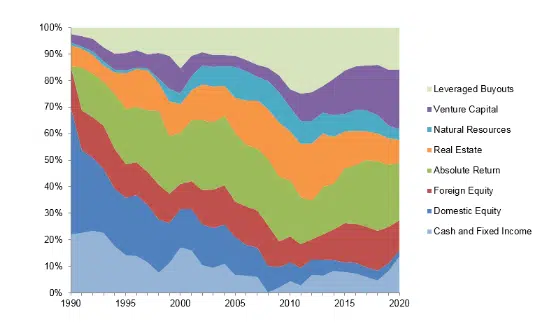 100%
90%
80%
70%
60%
50%
40%
30%
20%
10%
0%
1990 1995 2000 2005 2010 2015 2020
Leveraged Buyouts
Venture Capital
Natural Resources
Real Estate
Absolute Return
Foreign Equity
Domestic Equity
Cash and Fixed Income